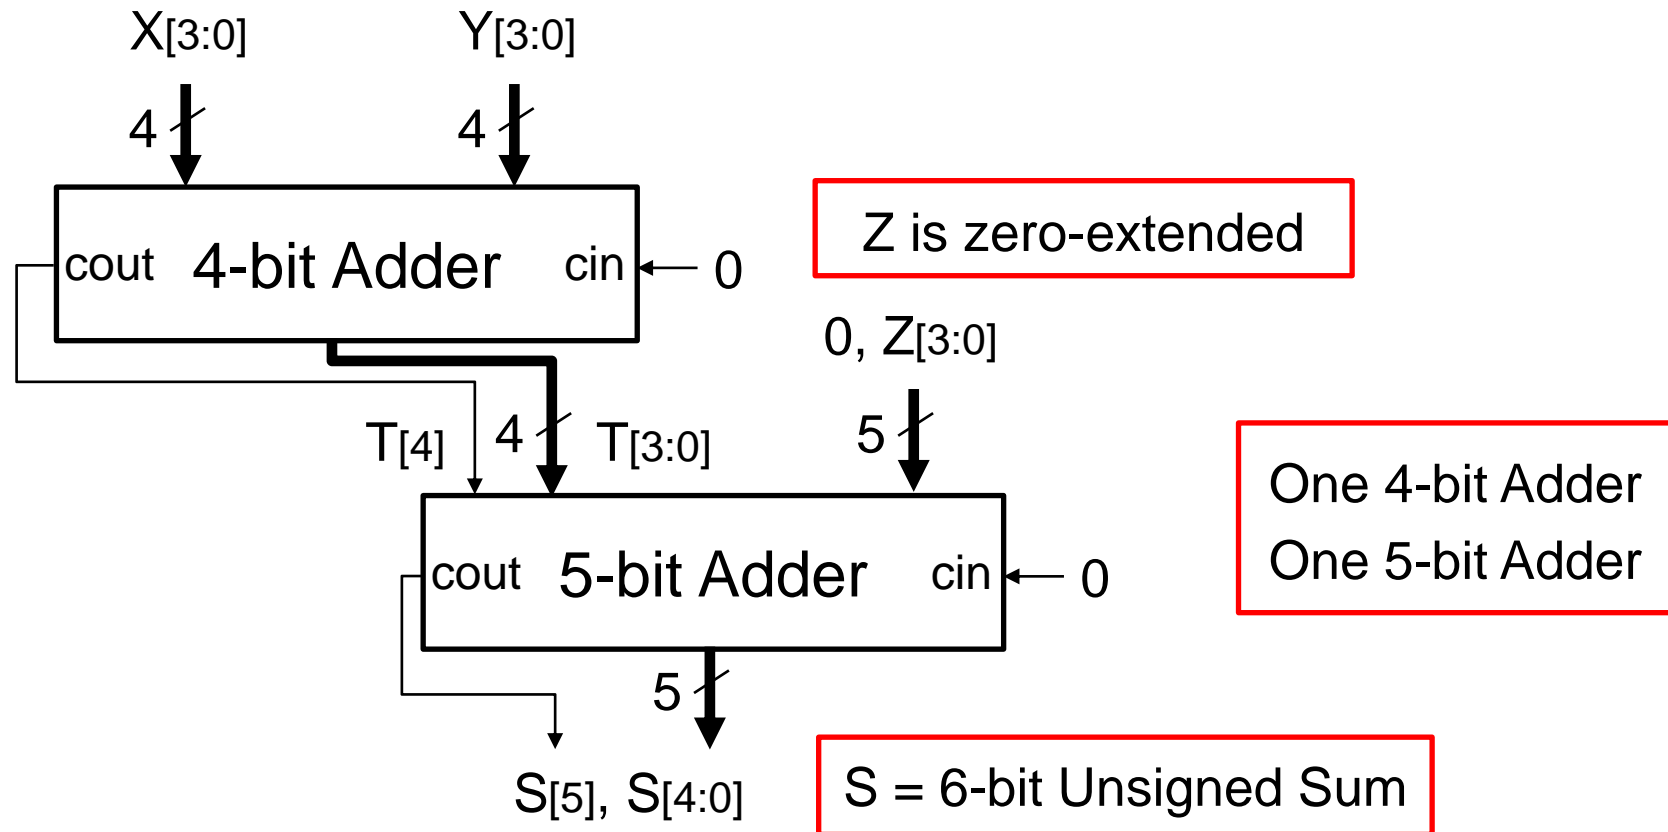 X[3:0]
Y[3:0]
4
4
cout
4-bit Adder
cin
0
Z is zero-extended
0, Z[3:0]
T[4]
4
T[3:0]
5
One 4-bit Adder
One 5-bit Adder
cout
5-bit Adder
cin
0
5
S[5], S[4:0]
S = 6-bit Unsigned Sum